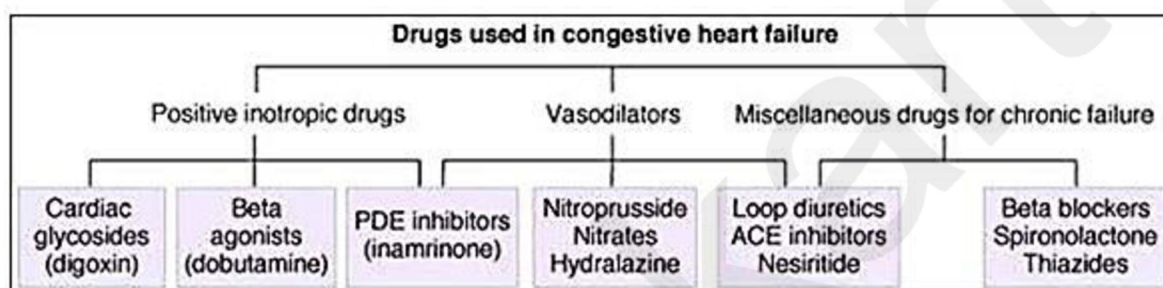 Drugs used in congestive heart failure
Positive inotropic drugs
Vasodilators
Miscellaneous drugs for chronic failure
Cardiac
glycosides
(digoxin)
Beta
agonists
(dobutamine)
PDE inhibitors
(inamrinone)
Nitroprusside
Nitrates
Hydralazine
Loop diuretics
ACE inhibitors
Nesiritide
Beta blockers
Spironolactone
Thiazides